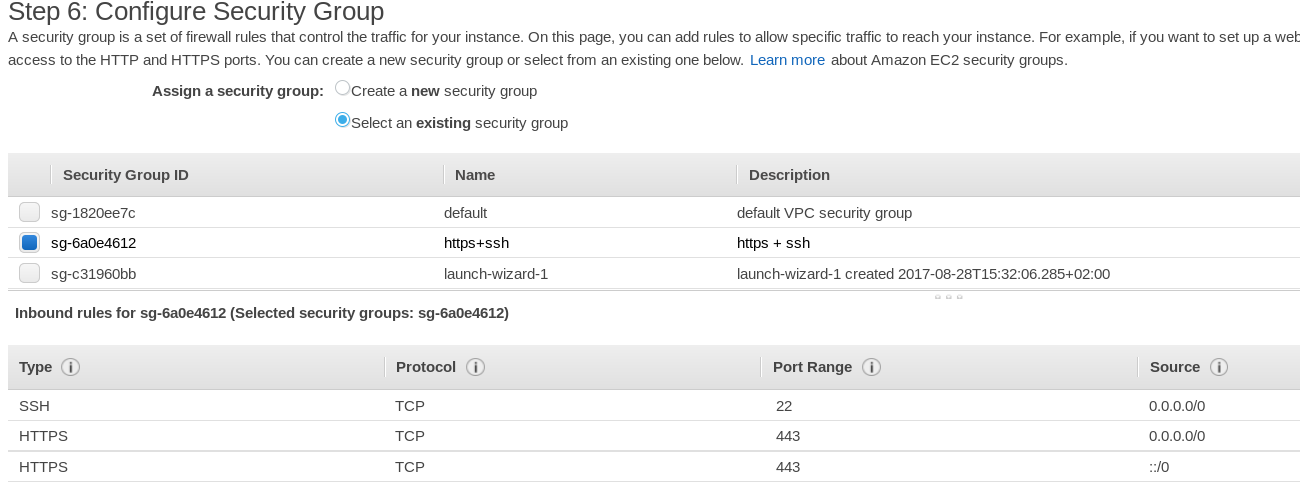 Step 6: Configure Security Group
A security group is a set of firewall rules that control the traffic for your instance. On this page, you can add rules to allow specific traffic to reach your instance. For example, if you want to set up a web
access to the HTTP and HTTPS ports. You can create a new security group or select from an existing one below. Learn more about Amazon EC2 security groups.
Assign a security group: Create a new security group
Select an existing security group
Security Group ID Name Description
sg-1820ee7c default default VPC security group
sg-6a0e4612 https+ssh https + ssh
sg-c31960bb launch-wizard-1 launch-wizard-1 created 2017-08-28T15:32:06.285+02:00
Inbound rules for sg-6a0e4612 (Selected security groups: sg-6a0e4612)
Type i Protocol i Port Range i Source i
SSH TCP 22 0.0.0.0/0
HTTPS TCP 443 0.0.0.0/0
HTTPS TCP 443 ::/0